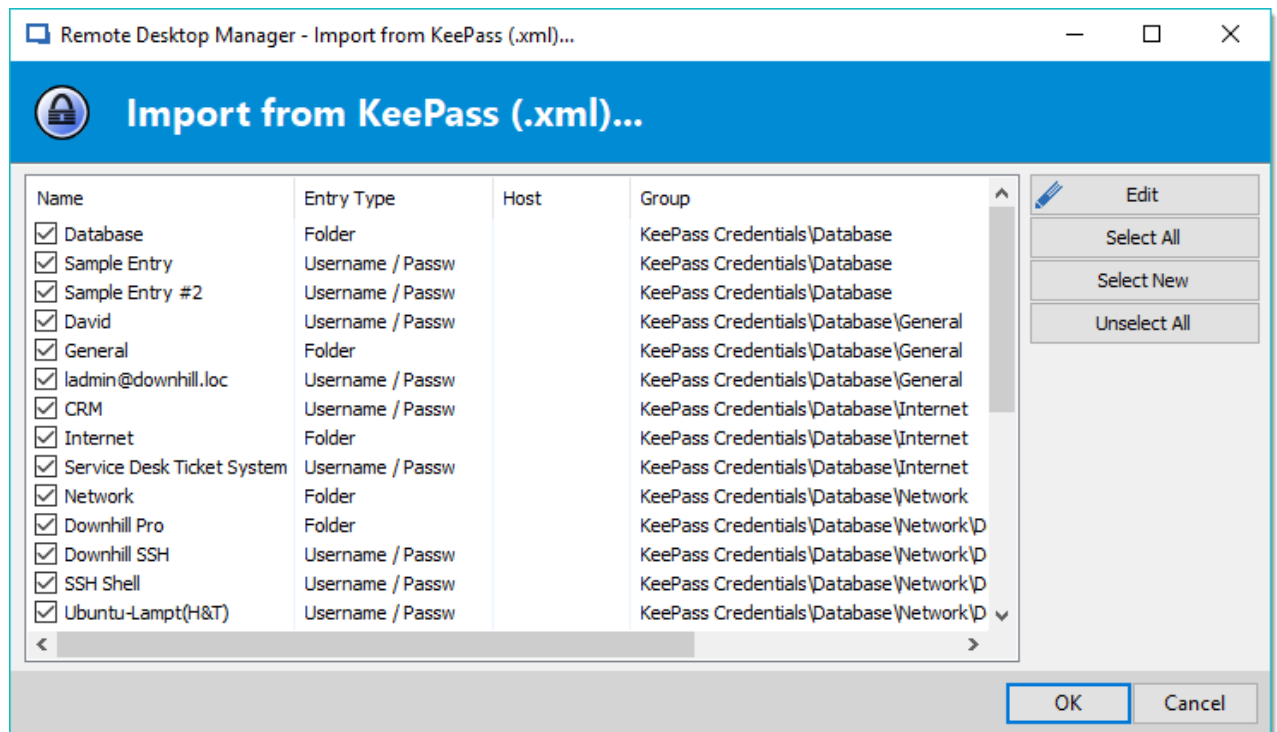 Remote Desktop Manager - Import from KeePass (.xml)...
Import from KeePass (.xml)...
Name Entry Type Host Group
Database Folder KeePass Credentials\Database
Sample Entry Username / Passw KeePass Credentials\Database
Sample Entry #2 Username / Passw KeePass Credentials\Database
David Username / Passw KeePass Credentials\Database\General
General Folder KeePass Credentials\Database\General
ladmin@downhill.loc Username / Passw KeePass Credentials\Database\General
CRM Username / Passw KeePass Credentials\Database\Internet
Internet Folder KeePass Credentials\Database\Internet
Service Desk Ticket System Username / Passw KeePass Credentials\Database\Internet
Network Folder KeePass Credentials\Database\Network
Downhill Pro Folder KeePass Credentials\Database\Network\D
Downhill SSH Username / Passw KeePass Credentials\Database\Network\D
SSH Shell Username / Passw KeePass Credentials\Database\Network\D
Ubuntu-Lampt(H&T) Username / Passw KeePass Credentials\Database\Network\D
Edit
Select All
Select New
Unselect All
OK Cancel